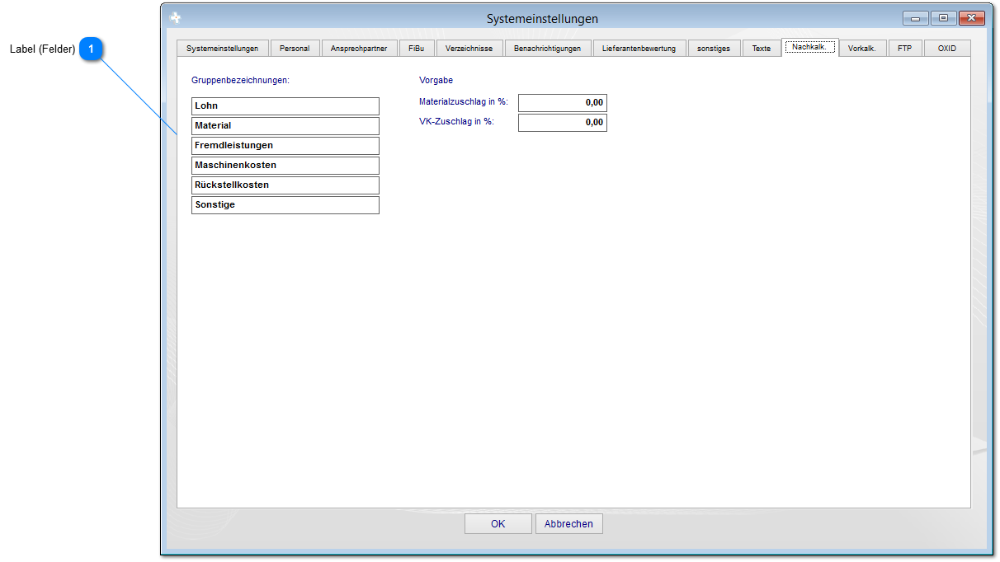 Systemeinstellungen
Label (Felder) 1
Systemeinstellungen Personal Ansprechpartner FiBu Verzeichnisse Benachrichtigungen Lieferantenbewertung sonstiges Texte Nachkalk. Vorkalk. FTP OXID
Gruppenbezeichnungen:
Lohn
Material
Fremdleistungen
Maschinenkosten
Rückstellkosten
Sonstige
Vorgabe
Materialzuschlag in %: 0,00
VK-Zuschlag in %: 0,00
OK Abbrechen